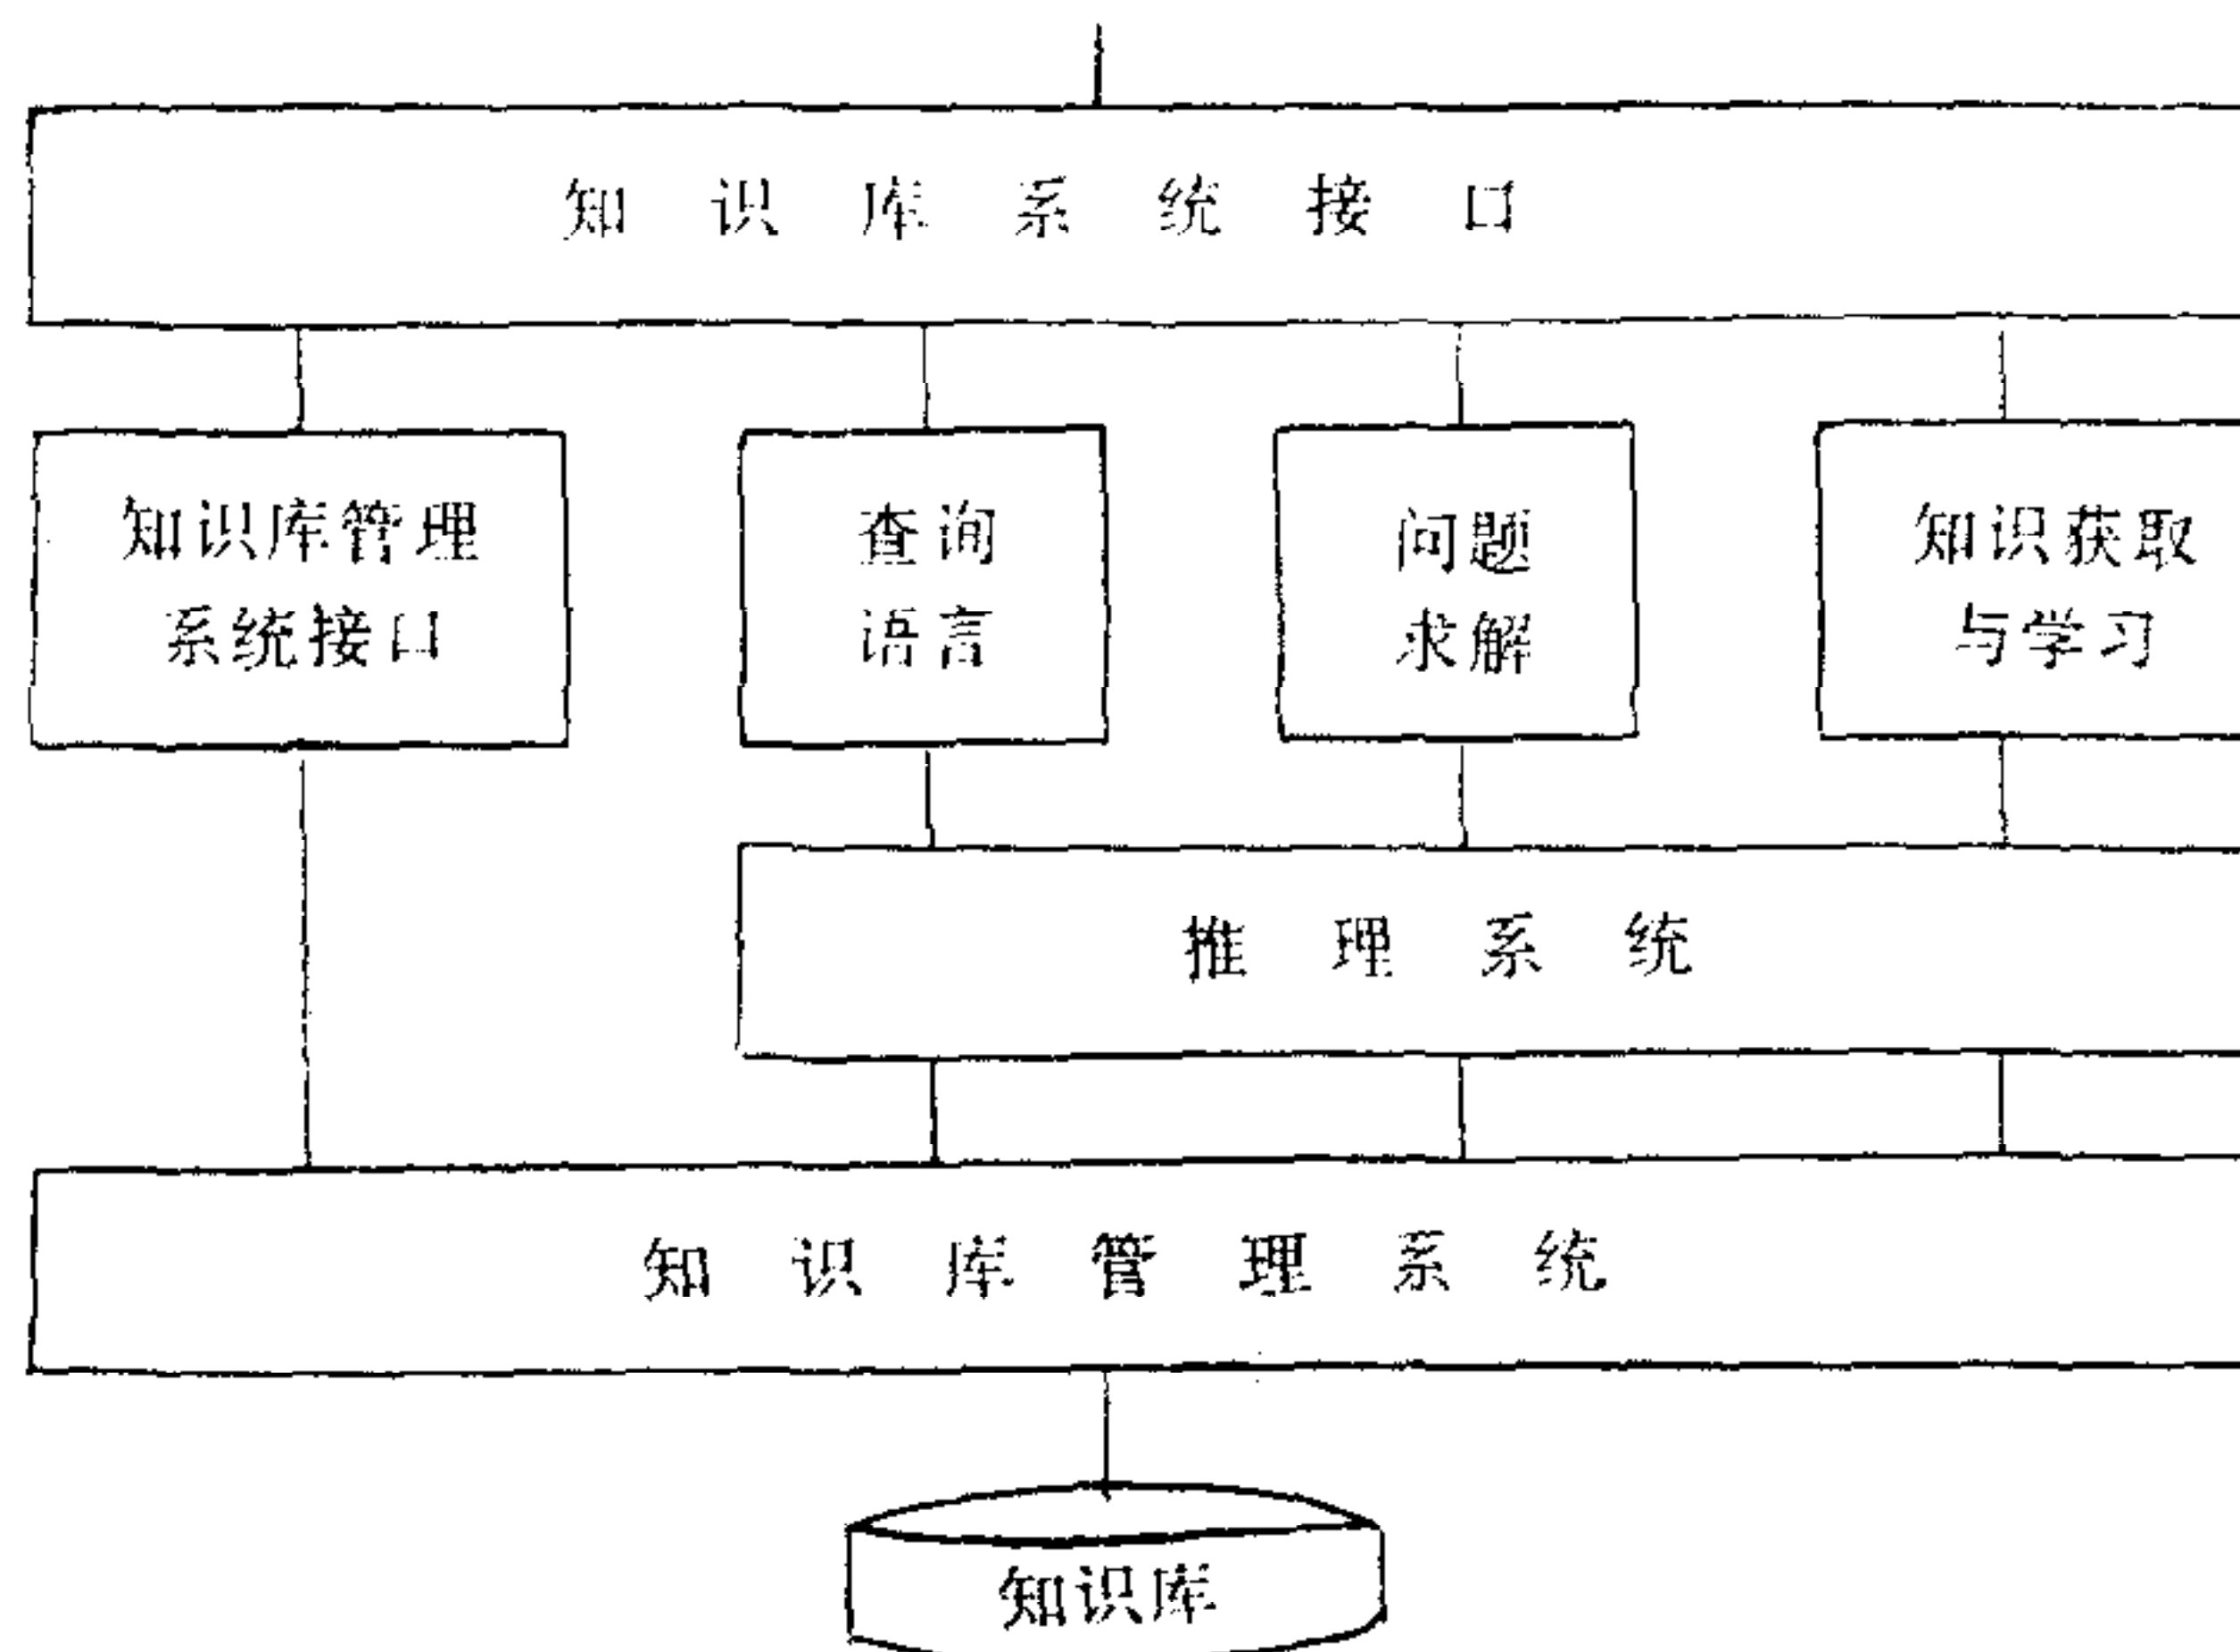 知识库系统接口
知识库管理
系统接口
查询
语言
问题
求解
知识获取
与学习
推理系统
知识库管理系统
知识库